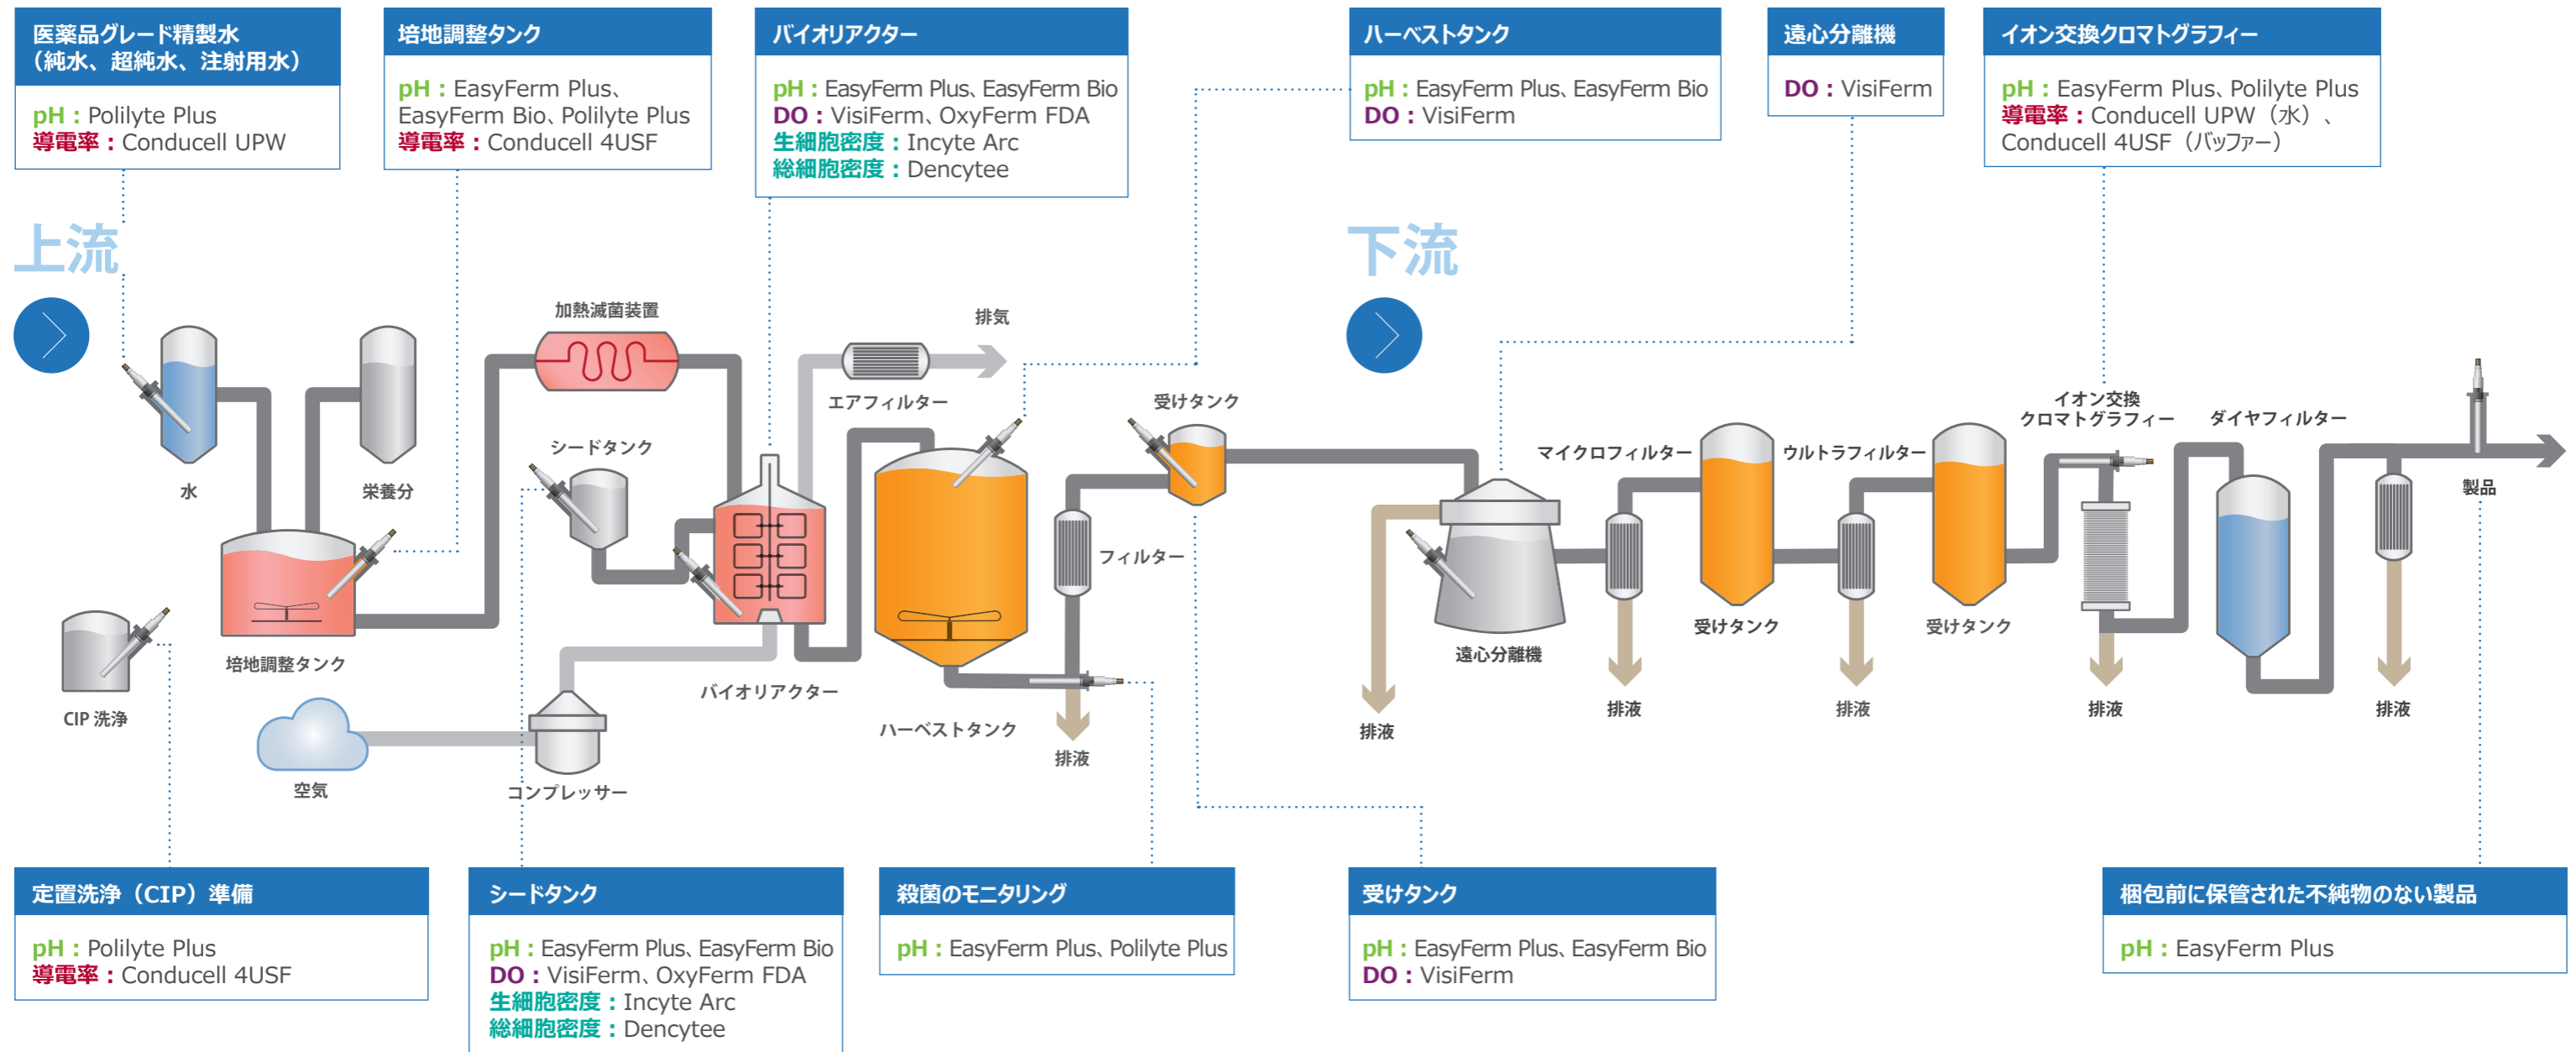 医薬品グレード精製水
（純水、超純水、注射用水）
pH：Polilyte Plus
導電率：Conducell UPW
培地調整タンク
pH：EasyFerm Plus、
EasyFerm Bio、Polilyte Plus
導電率：Conducell 4USF
バイオリアクター
pH：EasyFerm Plus、EasyFerm Bio
DO：VisiFerm、OxyFerm FDA
生細胞密度：Incyte Arc
総細胞密度：Dencytee
ハーベストタンク
pH：EasyFerm Plus、EasyFerm Bio
DO：VisiFerm
遠心分離機
DO：VisiFerm
イオン交換クロマトグラフィー
pH：EasyFerm Plus、Polilyte Plus
導電率：Conducell UPW（水）、
Conducell 4USF（バッファー）
上流
下流
水
栄養分
培地調整タンク
CIP 洗浄
空気
加熱滅菌装置
シードタンク
コンプレッサー
バイオリアクター
排気
エアフィルター
ハーベストタンク
排液
フィルター
受けタンク
遠心分離機
排液
マイクロフィルター
排液
受けタンク
ウルトラフィルター
排液
受けタンク
イオン交換
クロマトグラフィー
排液
ダイヤフィルター
排液
製品
定置洗浄（CIP）準備
pH：Polilyte Plus
導電率：Conducell 4USF
シードタンク
pH：EasyFerm Plus、EasyFerm Bio
DO：VisiFerm、OxyFerm FDA
生細胞密度：Incyte Arc
総細胞密度：Dencytee
殺菌のモニタリング
pH：EasyFerm Plus、Polilyte Plus
受けタンク
pH：EasyFerm Plus、EasyFerm Bio
DO：VisiFerm
梱包前に保管された不純物のない製品
pH：EasyFerm Plus